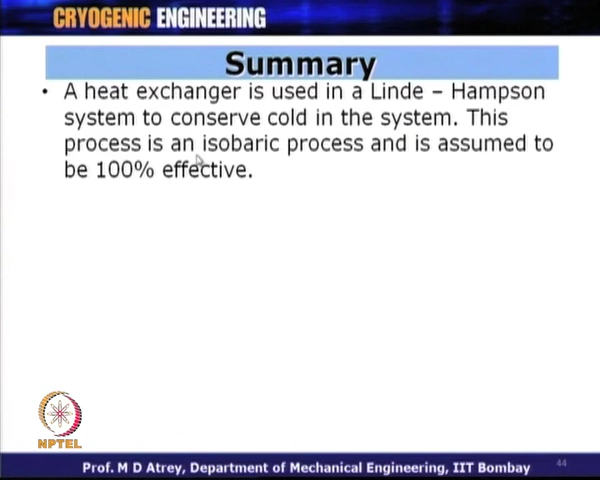 CRYOGENIC ENGINEERING
Summary
• A heat exchanger is used in a Linde – Hampson
system to conserve cold in the system. This
process is an isobaric process and is assumed to
be 100% effective.
NPTEL
Prof. M D Atrey, Department of Mechanical Engineering, IIT Bombay
44